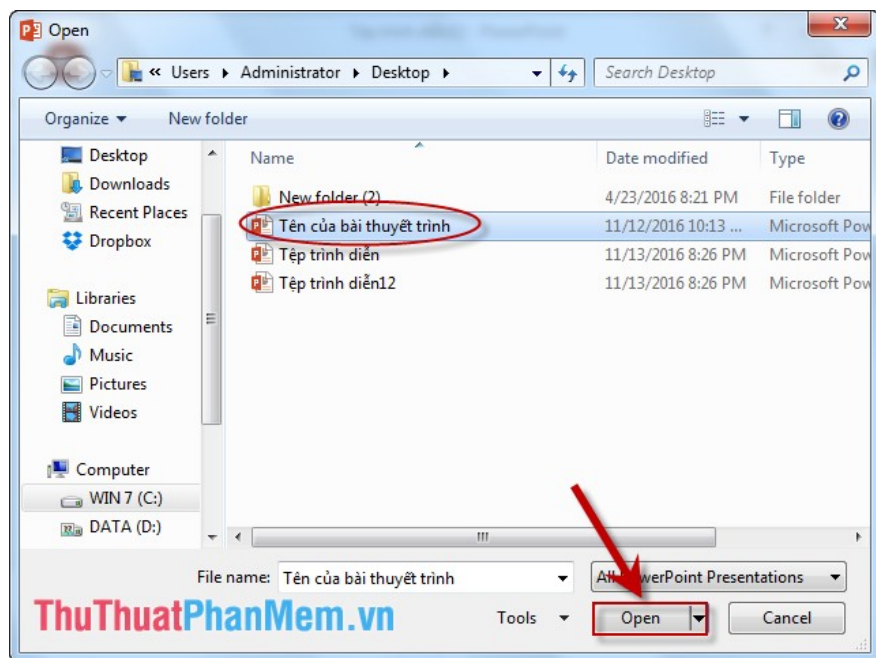 Open
« Users ▸ Administrator ▸ Desktop ▸
Search Desktop
Organize New folder
Name Date modified Type
Desktop
Downloads
Recent Places
Dropbox
Libraries
Documents
Music
Pictures
Videos
Computer
WIN 7 (C:)
DATA (D:)
New folder (2) 4/23/2016 8:21 PM File folder
Tên của bài thuyết trình 11/12/2016 10:13 ... Microsoft Pow
Tệp trình diễn 11/13/2016 8:26 PM Microsoft Pow
Tệp trình diễn12 11/13/2016 8:26 PM Microsoft Pow
File name: Tên của bài thuyết trình All PowerPoint Presentations
ThuThuatPhanMem.vn
Tools Open Cancel